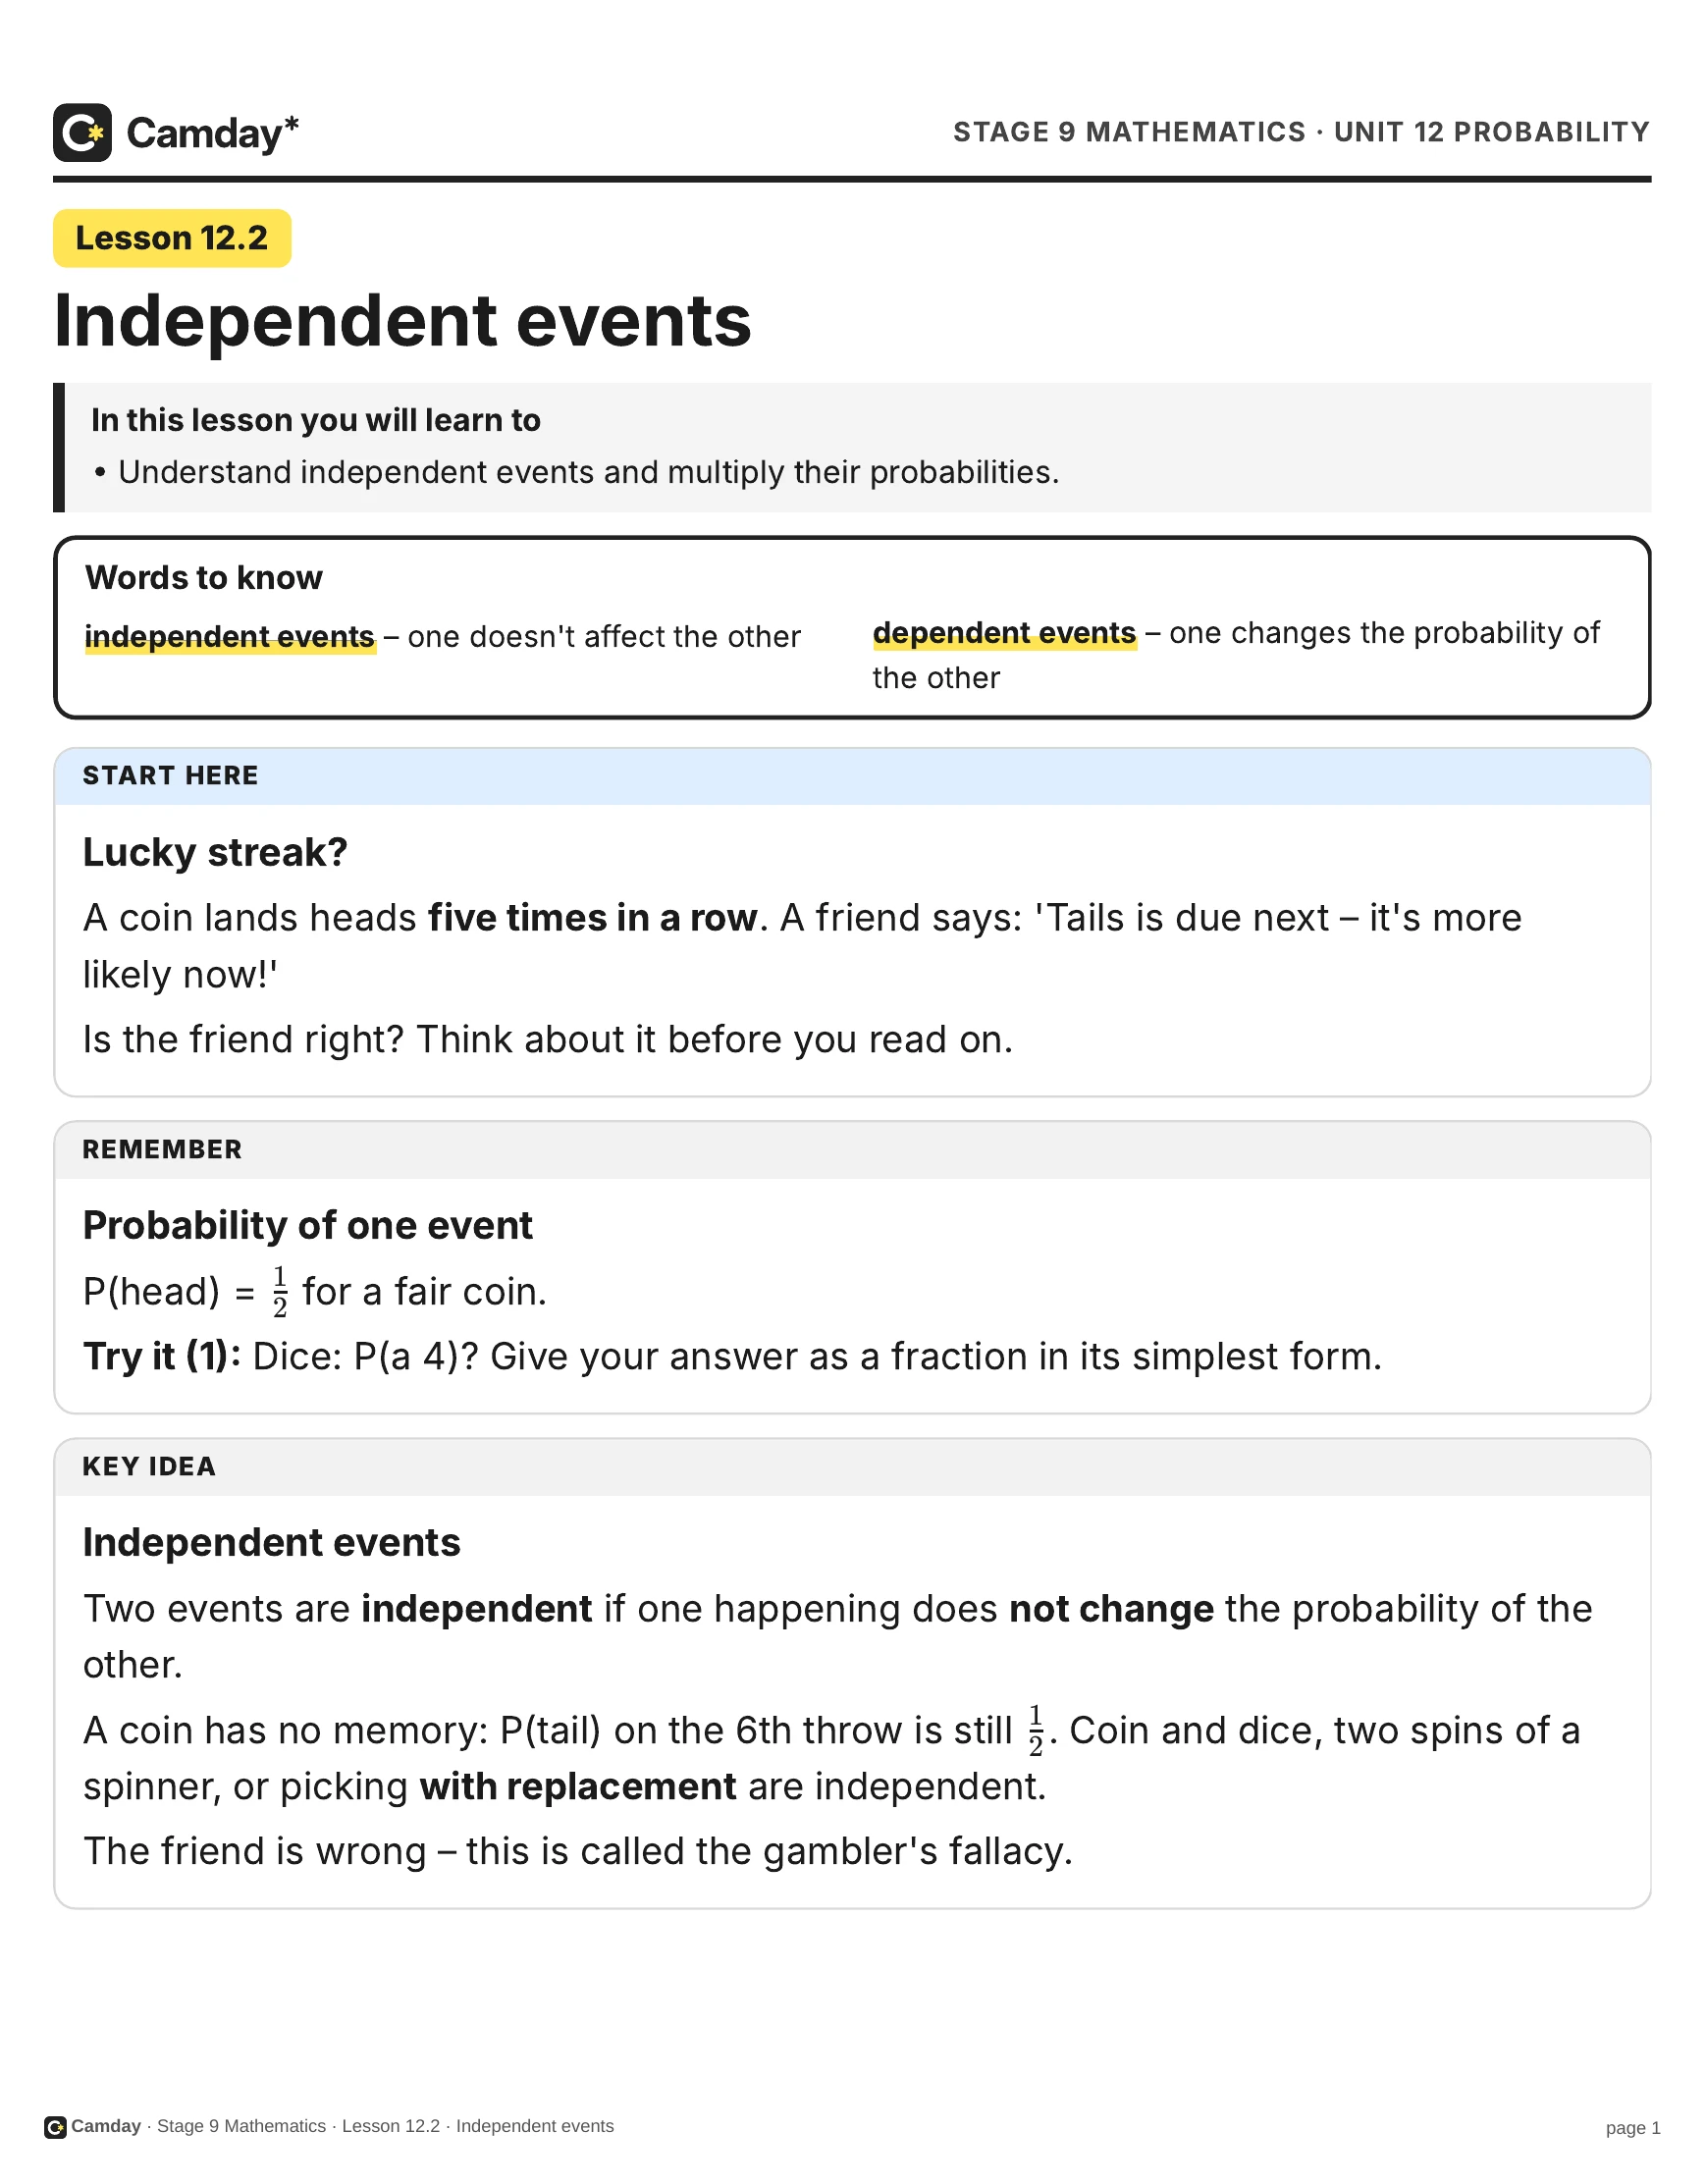 Camday*
STAGE 9 MATHEMATICS · UNIT 12 PROBABILITY
Lesson 12.2
Independent events
In this lesson you will learn to
• Understand independent events and multiply their probabilities.
Words to know
independent events – one doesn't affect the other
dependent events – one changes the probability of
the other
START HERE
Lucky streak?
A coin lands heads five times in a row. A friend says: 'Tails is due next – it's more
likely now!'
Is the friend right? Think about it before you read on.
REMEMBER
Probability of one event
P(head) = 1/2 for a fair coin.
Try it (1): Dice: P(a 4)? Give your answer as a fraction in its simplest form.
KEY IDEA
Independent events
Two events are independent if one happening does not change the probability of the
other.
A coin has no memory: P(tail) on the 6th throw is still 1/2. Coin and dice, two spins of a
spinner, or picking with replacement are independent.
The friend is wrong – this is called the gambler's fallacy.
Camday · Stage 9 Mathematics · Lesson 12.2 · Independent events
page 1